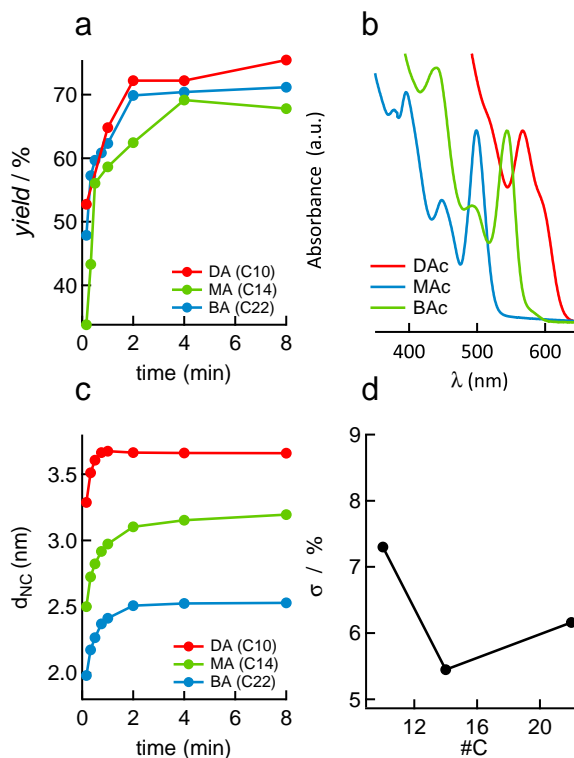 a
yield / %
70
60
50
40
0
2
4
6
8
time (min)
DA (C10)
MA (C14)
BA (C22)
b
Absorbance (a.u.)
DAc
MAc
BAc
400
500
600
λ (nm)
c
dNC (nm)
3.5
3.0
2.5
2.0
0
2
4
6
8
time (min)
DA (C10)
MA (C14)
BA (C22)
d
σ / %
9
8
7
6
5
12
16
20
#C